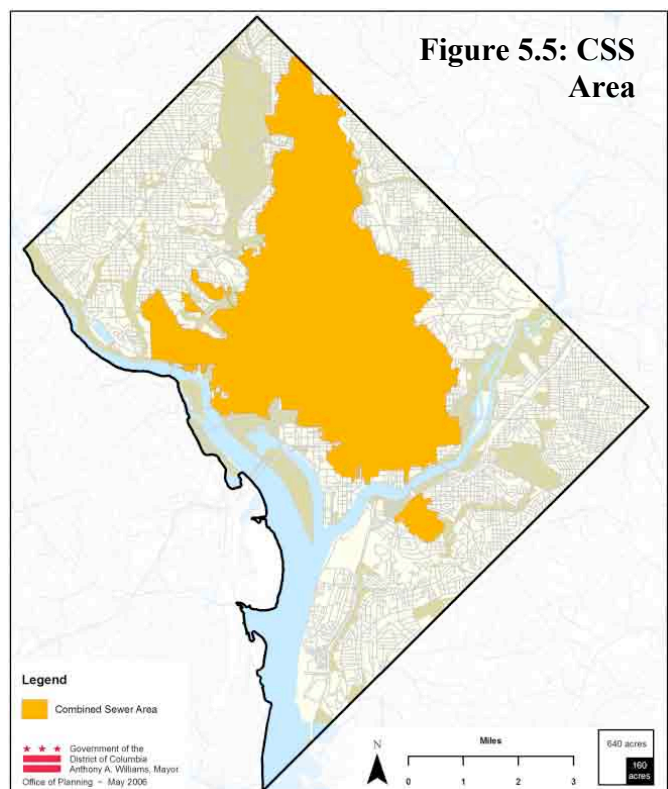 Figure 5.5: CSS
Area
Legend
Combined Sewer Area
Government of the
District of Columbia
Anthony A. Williams, Mayor
Office of Planning ~ May 2006
N
Miles
0 1 2 3
640 acres
160
acres